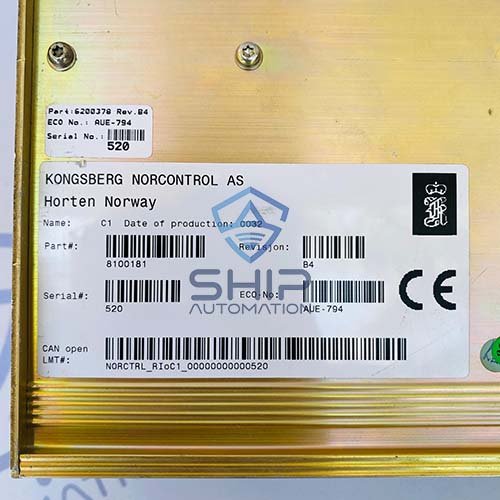 Part:6200378 Rev.B4
ECO No.: AUE-794
Serial No.:
520
KONGSBERG NORCONTROL AS
Horten Norway
Name: C1 Date of production: 0032
Part#: Revisjon:
8100181 B4
SHIP
AUTOMATION
Serial#: ECO-No:
520 AUE-794
CE
CAN open
LMT#:
NORCTRL_RIoC1_00000000000520